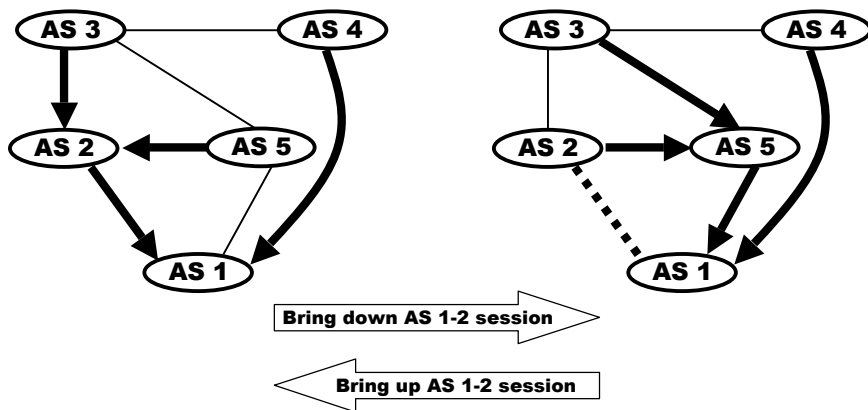 AS 3
AS 4
AS 3
AS 4
AS 2
AS 5
AS 2
AS 5
AS 1
AS 1
Bring down AS 1-2 session
Bring up AS 1-2 session